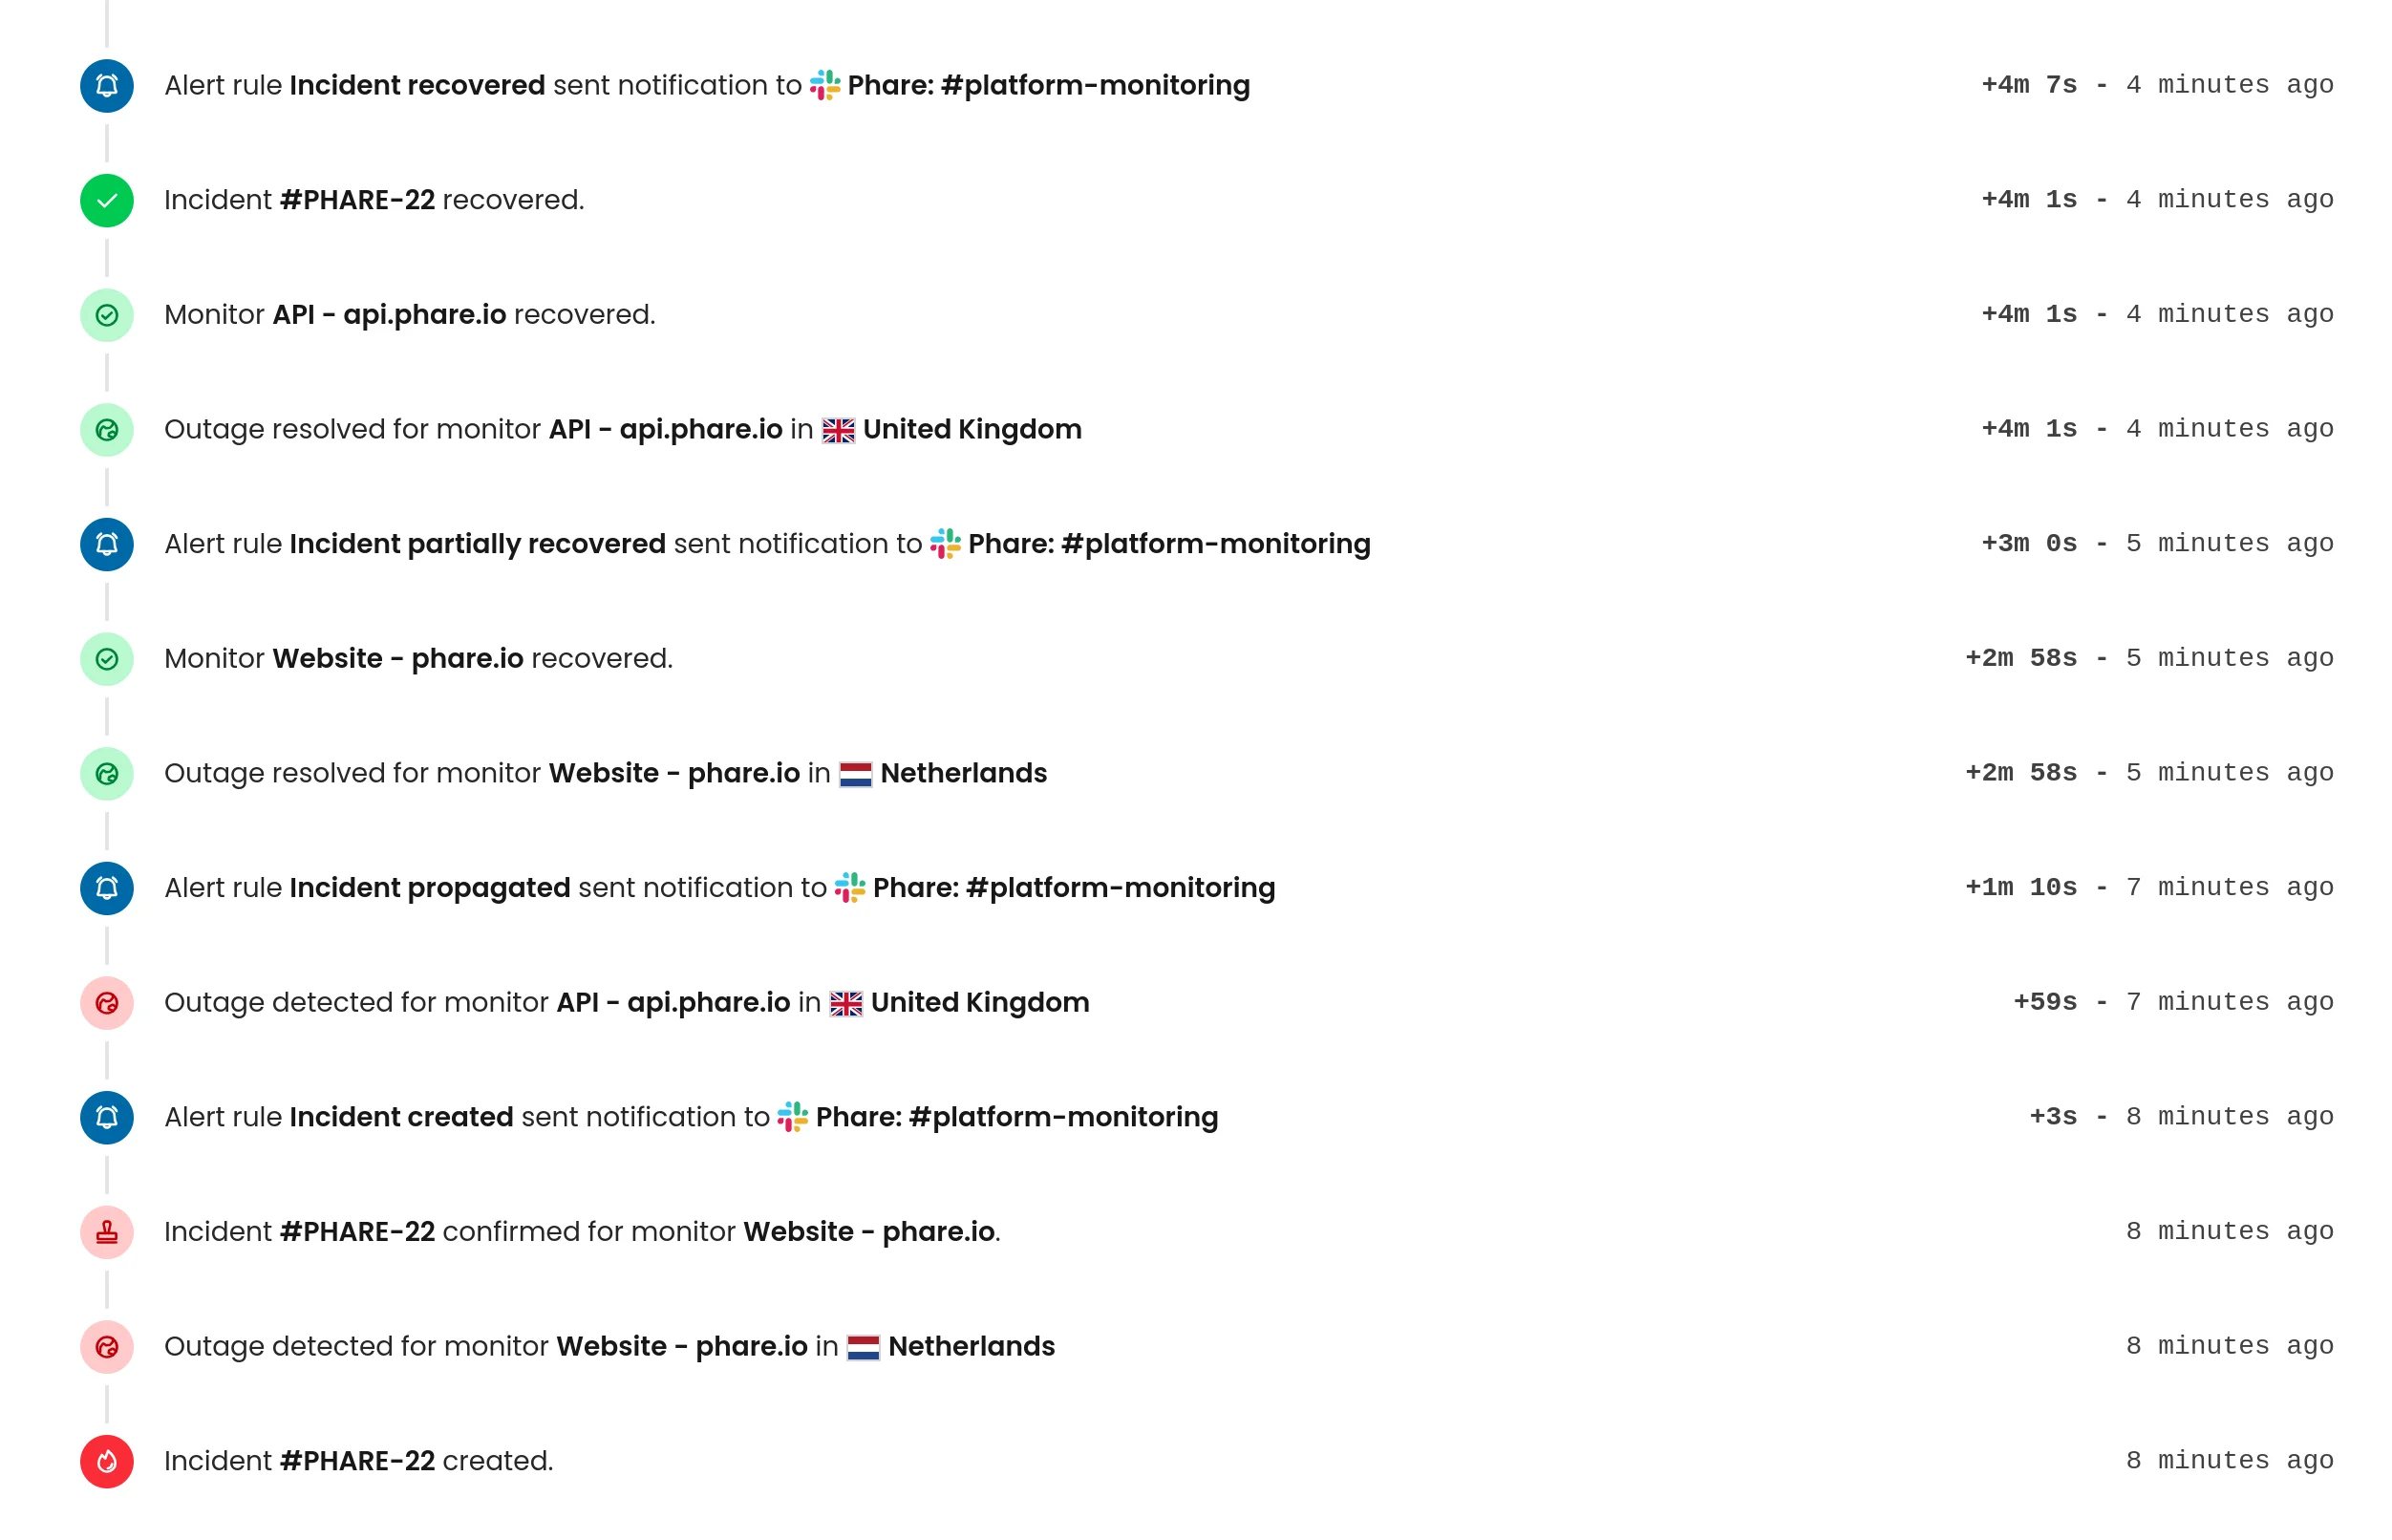 Alert rule Incident recovered sent notification to Phare: #platform-monitoring +4m 7s - 4 minutes ago
Incident #PHARE-22 recovered. +4m 1s - 4 minutes ago
Monitor API - api.phare.io recovered. +4m 1s - 4 minutes ago
Outage resolved for monitor API - api.phare.io in United Kingdom +4m 1s - 4 minutes ago
Alert rule Incident partially recovered sent notification to Phare: #platform-monitoring +3m 0s - 5 minutes ago
Monitor Website - phare.io recovered. +2m 58s - 5 minutes ago
Outage resolved for monitor Website - phare.io in Netherlands +2m 58s - 5 minutes ago
Alert rule Incident propagated sent notification to Phare: #platform-monitoring +1m 10s - 7 minutes ago
Outage detected for monitor API - api.phare.io in United Kingdom +59s - 7 minutes ago
Alert rule Incident created sent notification to Phare: #platform-monitoring +3s - 8 minutes ago
Incident #PHARE-22 confirmed for monitor Website - phare.io. 8 minutes ago
Outage detected for monitor Website - phare.io in Netherlands 8 minutes ago
Incident #PHARE-22 created. 8 minutes ago